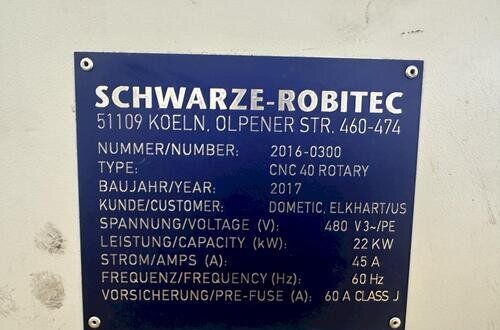 SCHWARZE-ROBITEC
51109 KOELN, OLPENER STR. 460-474
NUMMER/NUMBER: 2016-0300
TYPE: CNC 40 ROTARY
BAUJAHR/YEAR: 2017
KUNDE/CUSTOMER: DOMETIC, ELKHART/US
SPANNUNG/VOLTAGE (V): 480 V 3~/PE
LEISTUNG/CAPACITY (kW): 22 KW
STROM/AMPS (A): 45 A
FREQUENZ/FREQUENCY (Hz): 60 Hz
VORSICHERUNG/PRE-FUSE (A): 60 A CLASS J